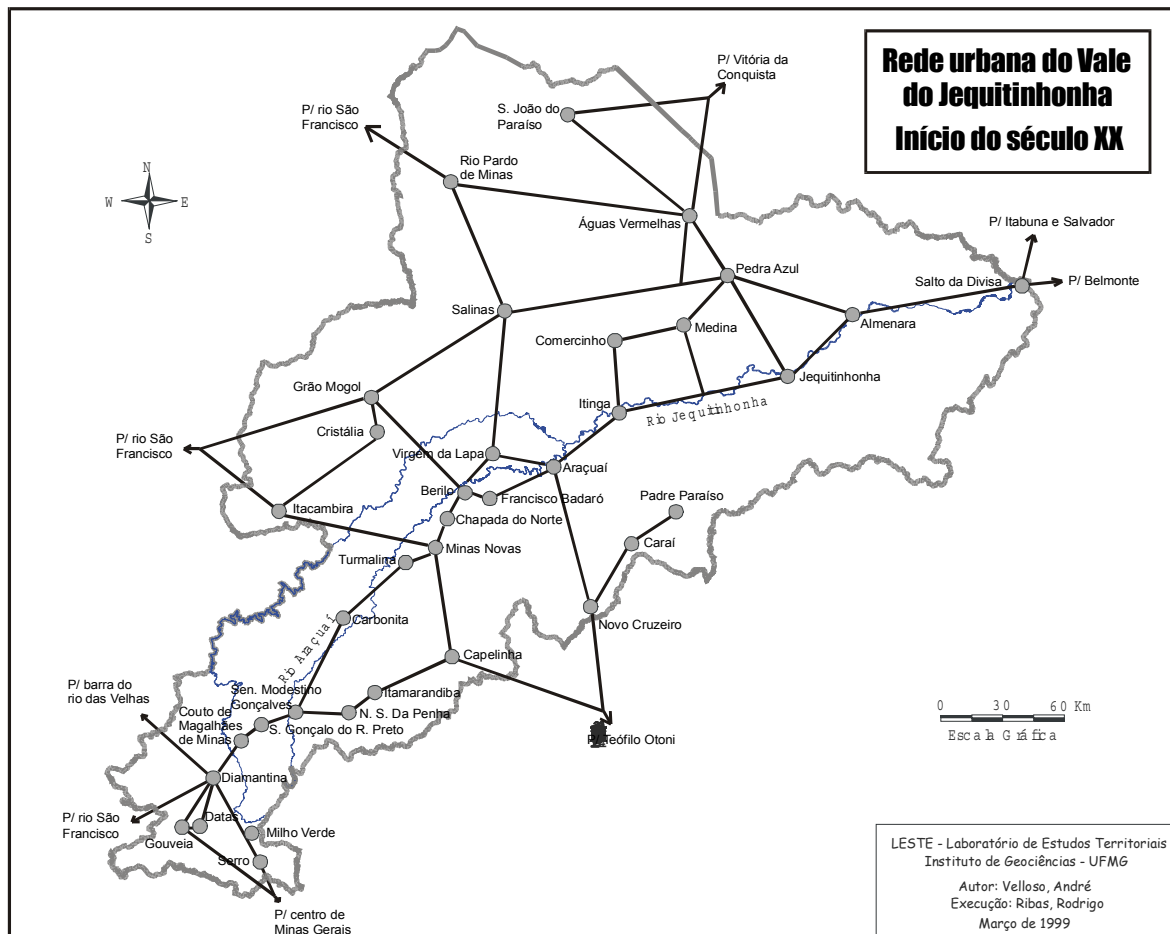 Rede urbana do Vale
do Jequitinhonha
Início do século XX
P/ Vitória da
Conquista
S. João do
Paraíso
P/ rio São
Francisco
Rio Pardo
de Minas
N
W
E
S
Águas Vermelhas
P/ Itabuna e Salvador
Pedra Azul
Salto da Divisa
P/ Belmonte
Salinas
Almenara
Medina
Comercinho
Jequitinhonha
Grão Mogol
Itinga
Rio Jequitinhonha
Cristália
P/ rio São
Francisco
Virgem da Lapa
Araçuaí
Berilo
Francisco Badaró
Padre Paraíso
Itacambira
Chapada do Norte
Caraí
Minas Novas
Turmalina
Novo Cruzeiro
Carbonita
Rio Araçuaí
Capelinha
P/ barra do
rio das Velhas
Sen. Modestino
Gonçalves
Itamarandiba
Couto de
Magalhães
de Minas
N. S. Da Penha
S. Gonçalo do R. Preto
P/ Teófilo Otoni
0 30 60 Km
Escala Gráfica
Diamantina
P/ rio São
Francisco
Datas
Gouveia
Milho Verde
Serro
P/ centro de
Minas Gerais
LESTE - Laboratório de Estudos Territoriais
Instituto de Geociências - UFMG
Autor: Velloso, André
Execução: Ribas, Rodrigo
Março de 1999